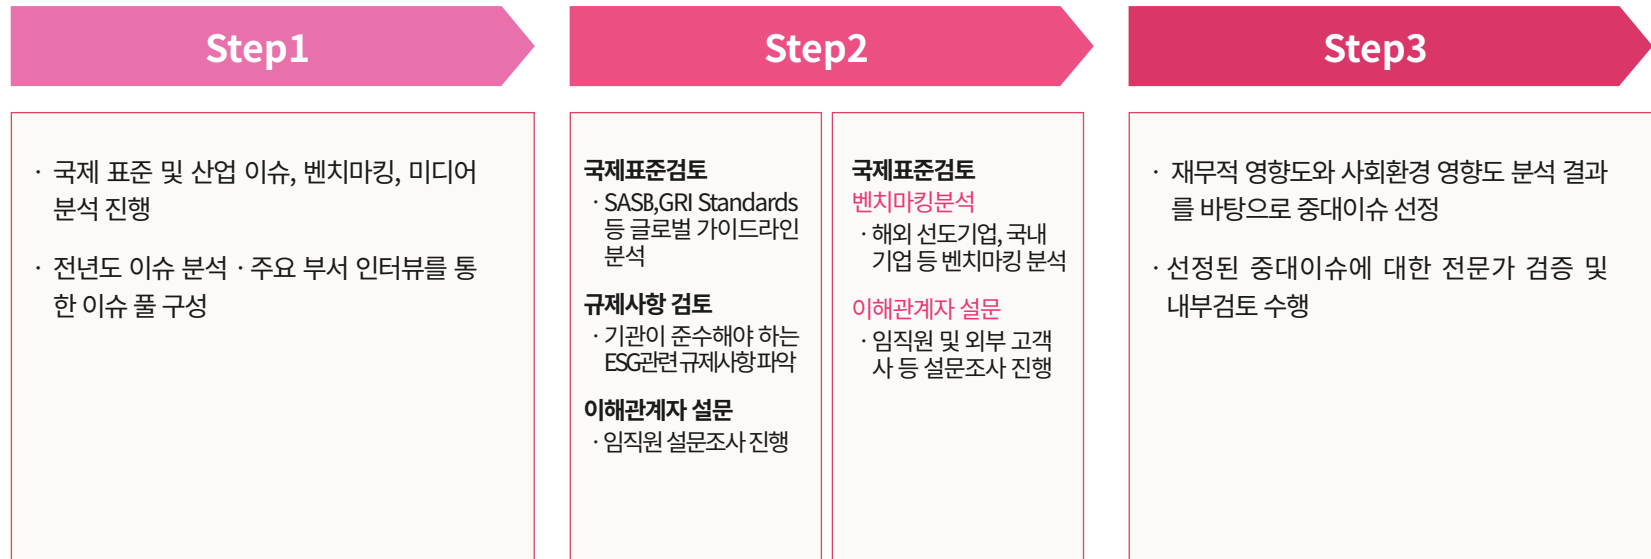 Step1
· 국제 표준 및 산업 이슈, 벤치마킹, 미디어
분석 진행
· 전년도 이슈 분석 · 주요 부서 인터뷰를 통
한 이슈 풀 구성
Step2
국제표준검토
· SASB,GRI Standards
등 글로벌 가이드라인
분석
규제사항 검토
· 기관이 준수해야 하는
ESG관련 규제사항 파악
이해관계자 설문
· 임직원 설문조사 진행
국제표준검토
벤치마킹분석
· 해외 선도기업, 국내
기업 등 벤치마킹 분석
이해관계자 설문
· 임직원 및 외부 고객
사 등 설문조사 진행
Step3
· 재무적 영향도와 사회환경 영향도 분석 결과
를 바탕으로 중대이슈 선정
· 선정된 중대이슈에 대한 전문가 검증 및
내부검토 수행